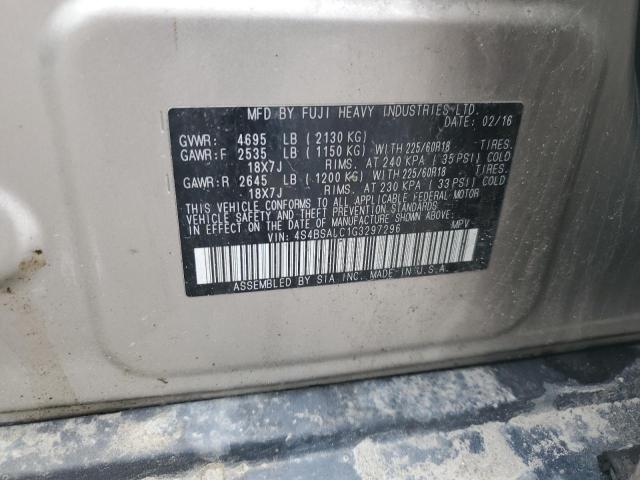 MFD BY FUJI HEAVY INDUSTRIES LTD.
DATE: 02/16
GVWR: 4695 LB (2130 KG)
GAWR:F 2535 LB (1150 KG) WITH 225/60R18 TIRES.
18X7J RIMS. AT 240 KPA (35 PSI) COLD
GAWR:R 2645 LB (1200 KG) WITH 225/60R18 TIRES.
18X7J RIMS. AT 230 KPA (33 PSI) COLD
THIS VEHICLE CONFORMS TO ALL APPLICABLE FEDERAL MOTOR
VEHICLE SAFETY AND THEFT PREVENTION STANDARDS
IN EFFECT ON THE DATE OF MANUFACTURE SHOWN ABOVE.
VIN: 4S4BSALC1G3297296 MPV
ASSEMBLED BY SIA INC. MADE IN U.S.A.